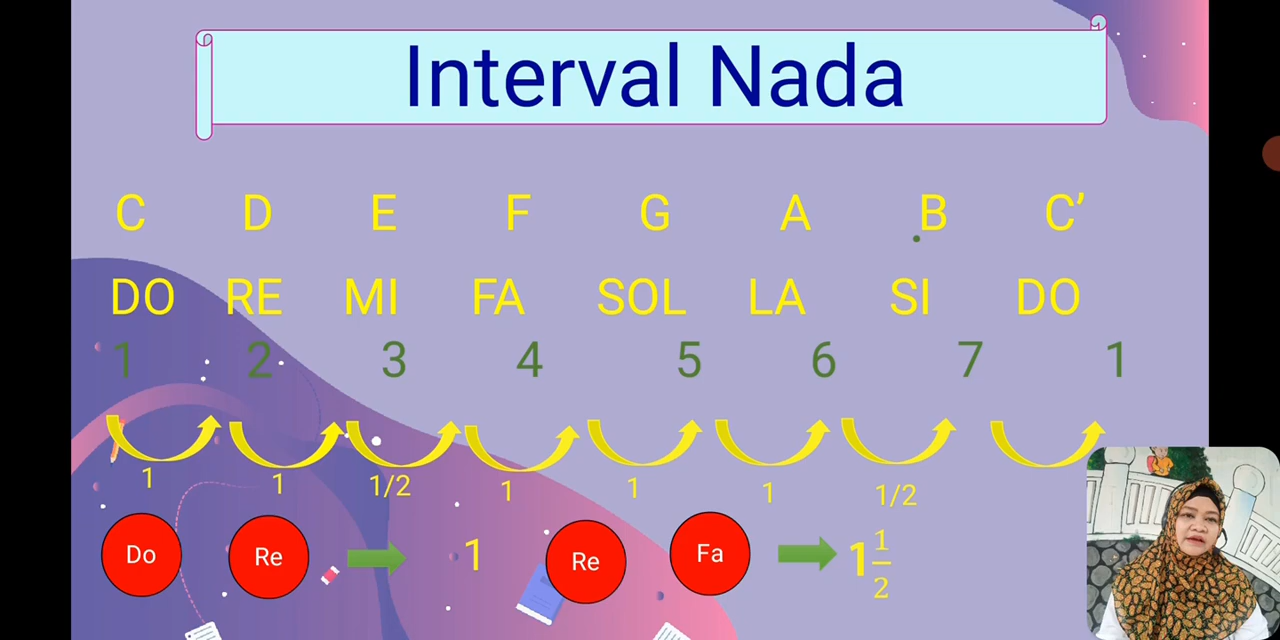 Interval Nada
C D E F G A B C’
DO RE MI FA SOL LA SI DO
1 2 3 4 5 6 7 1
1 1 1/2 1 1 1 1/2
Do Re 1 Re Fa 1 1/2